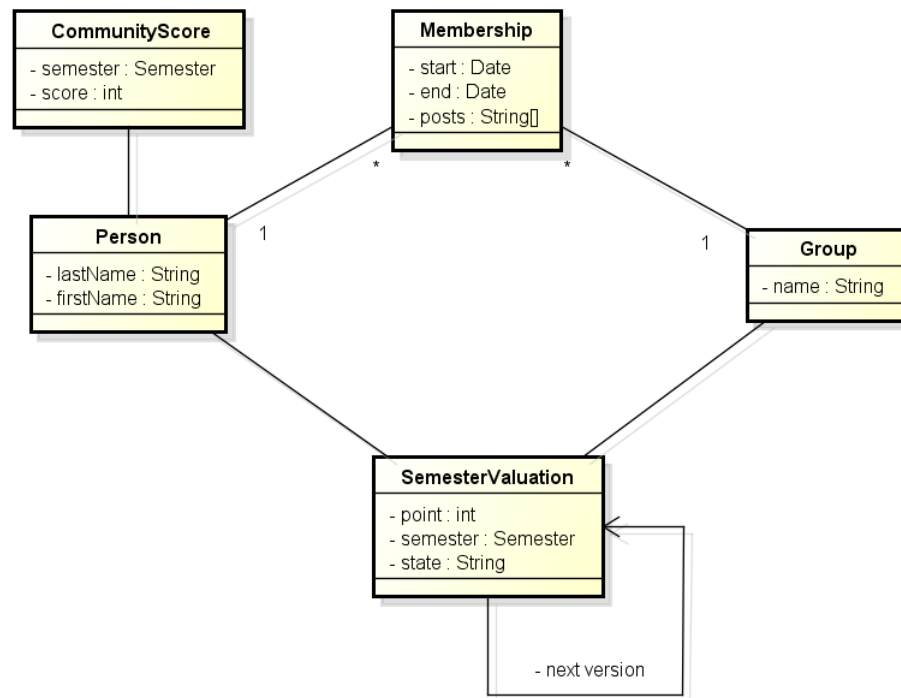 CommunityScore
- semester : Semester
- score : int
Membership
- start : Date
- end : Date
- posts : String[]
*
*
1
1
Person
- lastName : String
- firstName : String
Group
- name : String
SemesterValuation
- point : int
- semester : Semester
- state : String
- next version